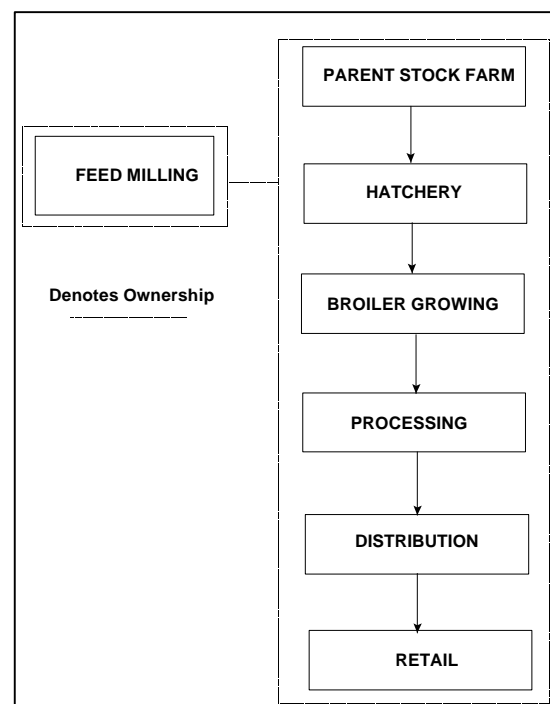 PARENT STOCK FARM
FEED MILLING
HATCHERY
Denotes Ownership
BROILER GROWING
PROCESSING
DISTRIBUTION
RETAIL